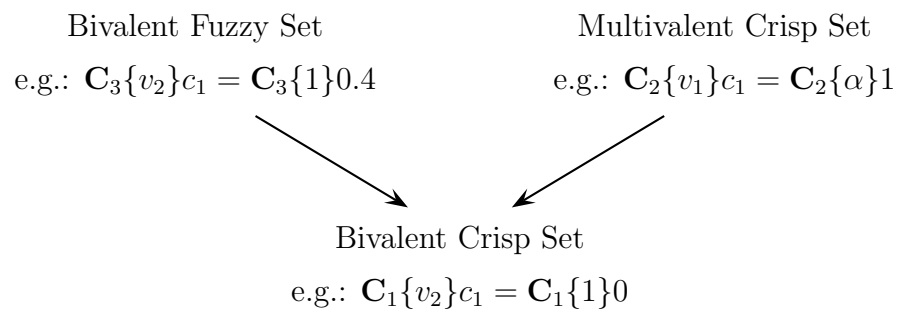 Bivalent Fuzzy Set
e.g.: C₃{v₂}c₁ = C₃{1}0.4
Multivalent Crisp Set
e.g.: C₂{v₁}c₁ = C₂{α}1
Bivalent Crisp Set
e.g.: C₁{v₂}c₁ = C₁{1}0